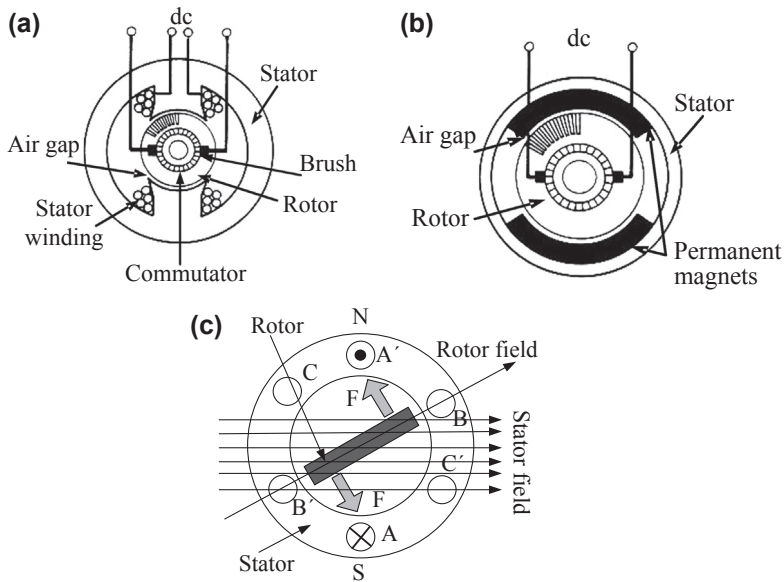 (a)
dc
Stator
Air gap
Brush
Rotor
Stator
winding
Commutator
(b)
dc
Stator
Air gap
Rotor
Permanent
magnets
(c)
N
Rotor
Rotor field
A´
C
F
B
Stator field
C´
B´
F
A
Stator
S